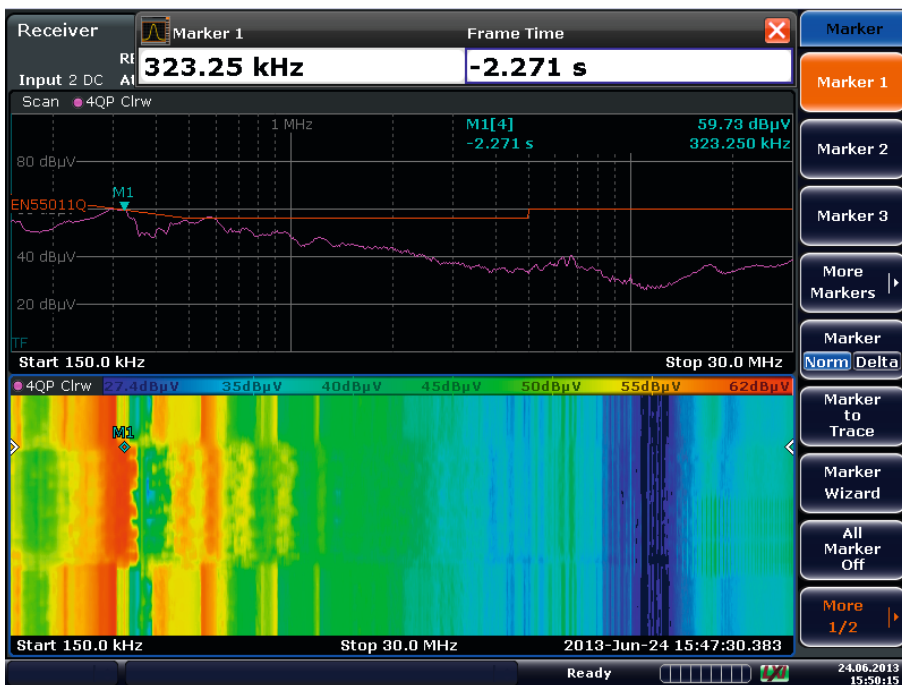 Receiver
Marker 1
Frame Time
323.25 kHz
-2.271 s
Input 2 DC
Scan 4QP Clrw
1 MHz
M1[4]
59.73 dBµV
-2.271 s
323.250 kHz
80 dBµV
M1
EN55011Q
40 dBµV
20 dBµV
TF
Start 150.0 kHz
Stop 30.0 MHz
4QP Clrw
27.4dBµV
35dBµV
40dBµV
45dBµV
50dBµV
55dBµV
62dBµV
M1
Start 150.0 kHz
Stop 30.0 MHz
2013-Jun-24 15:47:30.383
Ready
LXI
24.06.2013
15:50:15
Marker
Marker 1
Marker 2
Marker 3
More
Markers
Marker
Norm Delta
Marker
to
Trace
Marker
Wizard
All
Marker
Off
More
1/2